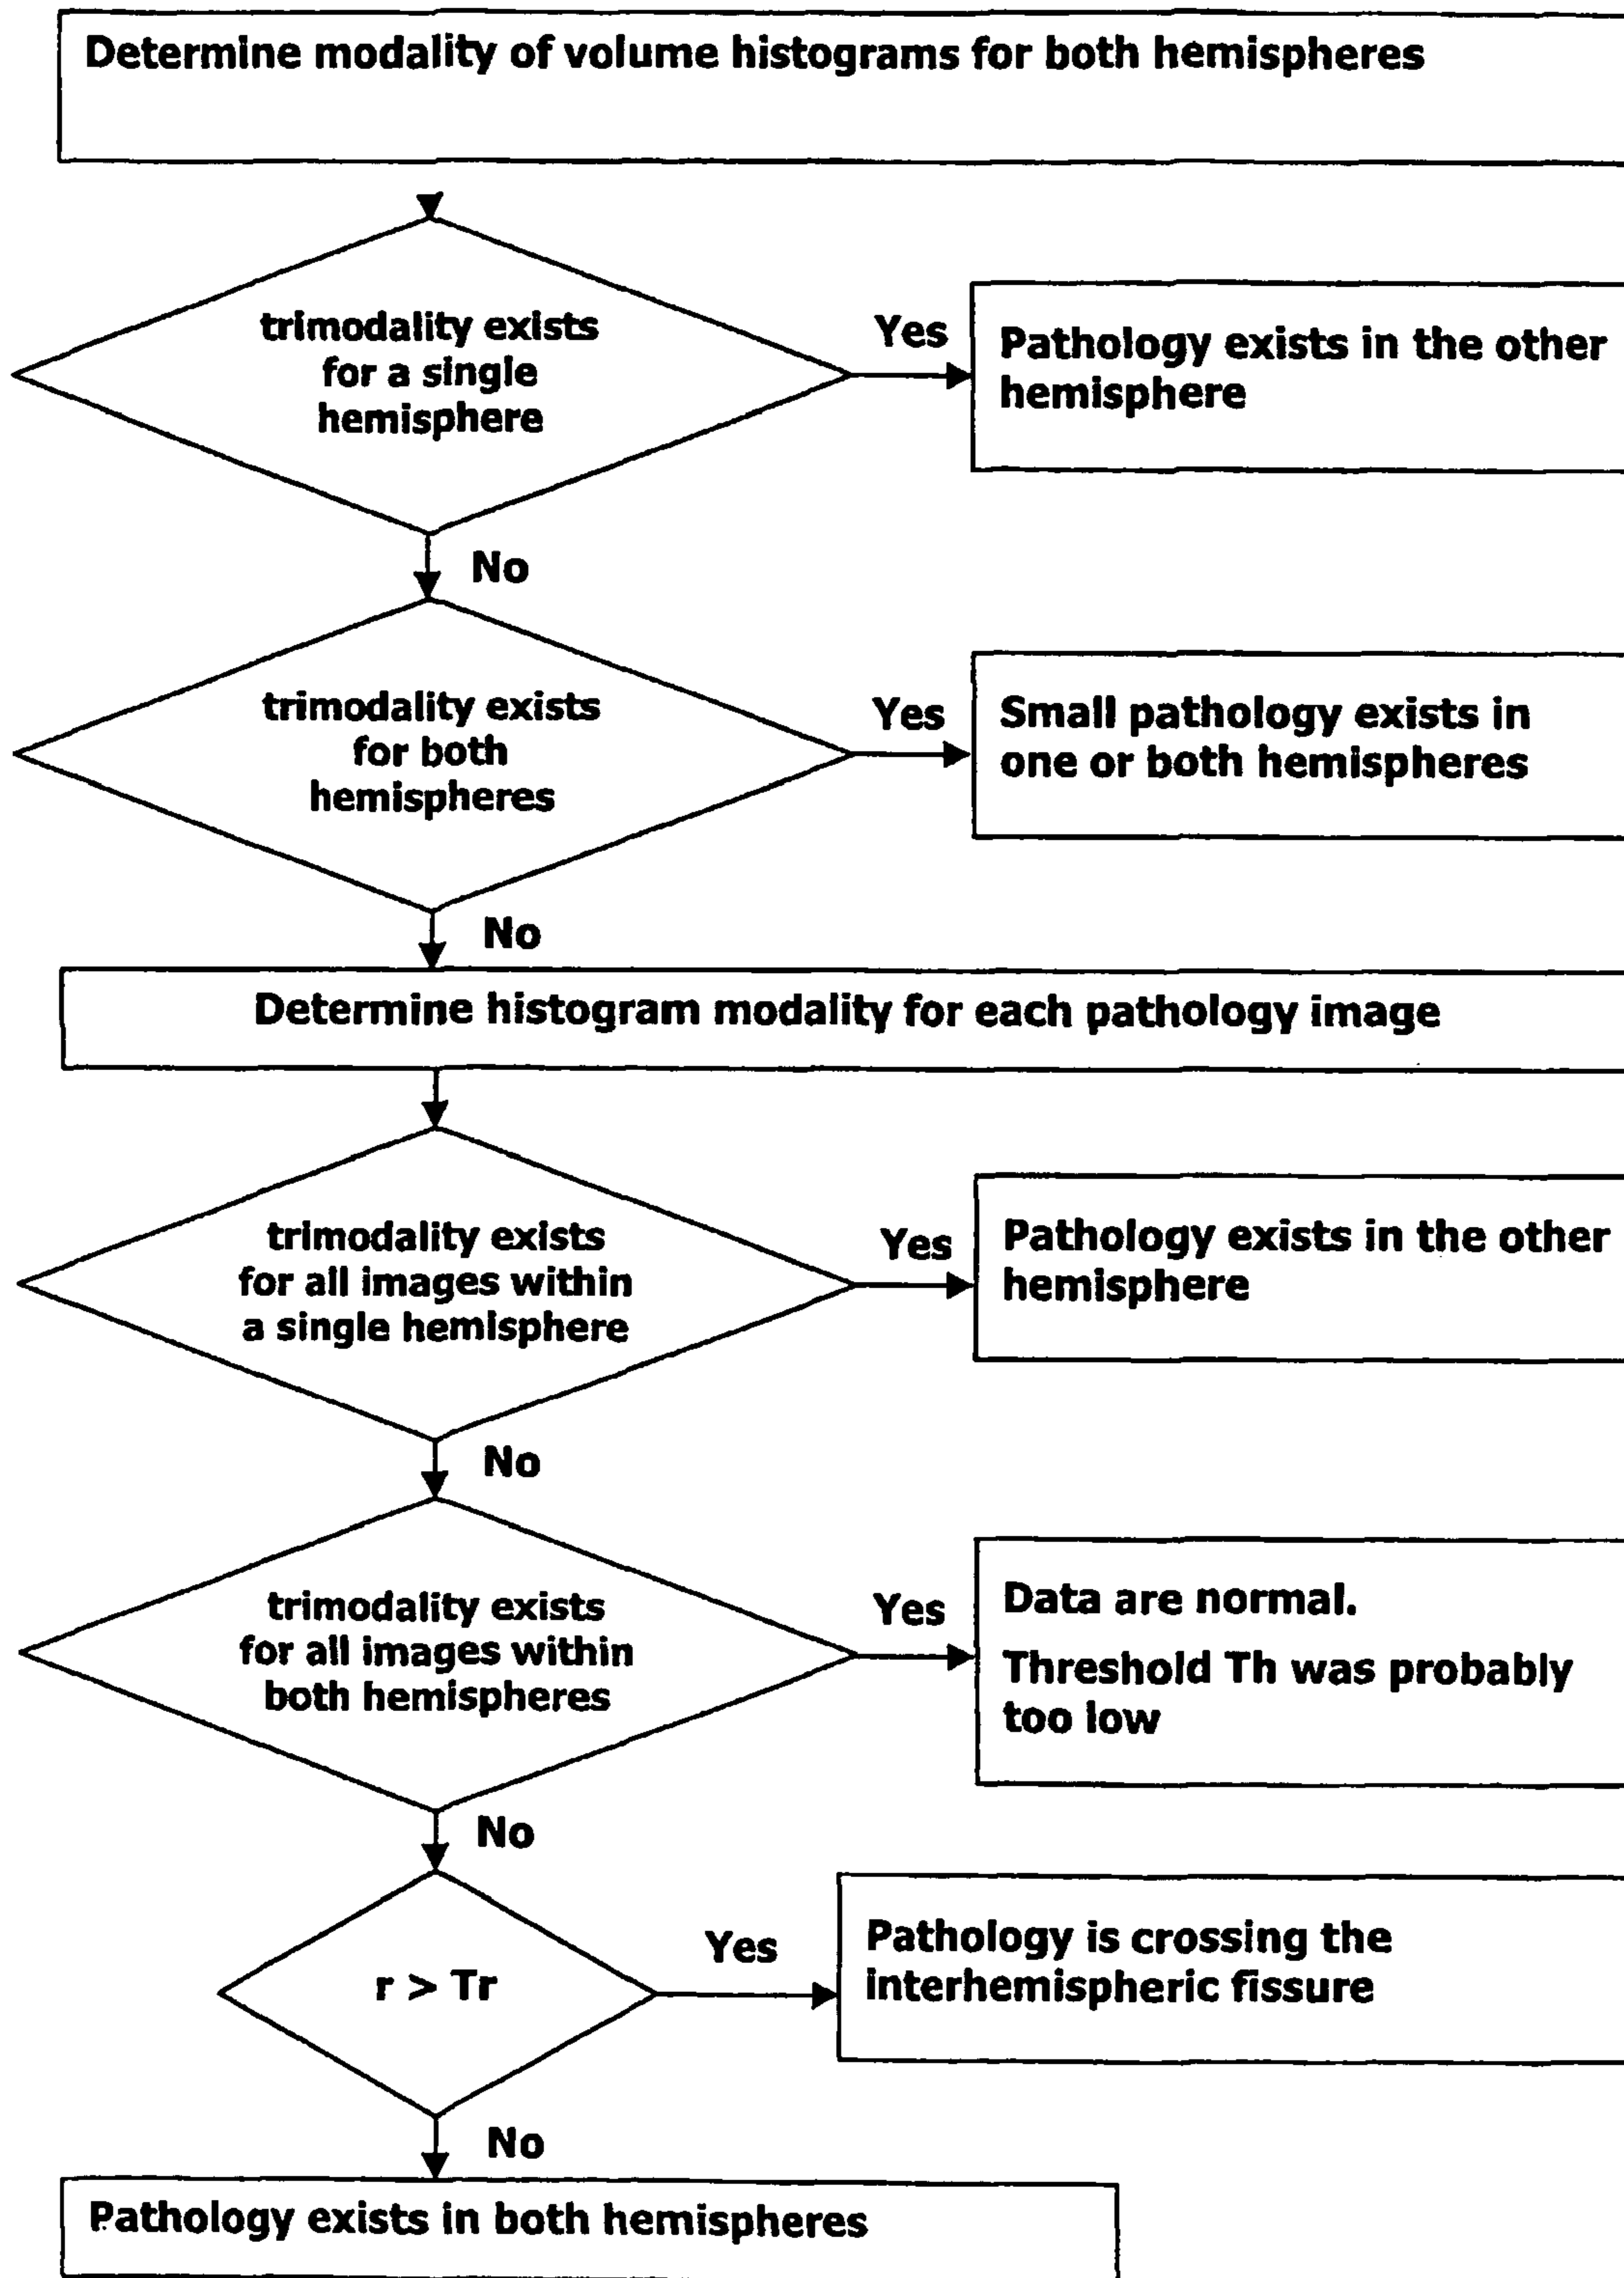 Determine modality of volume histograms for both hemispheres
trimodality exists
for a single
hemisphere
Yes
Pathology exists in the other
hemisphere
No
trimodality exists
for both
hemispheres
Yes
Small pathology exists in
one or both hemispheres
No
Determine histogram modality for each pathology image
trimodality exists
for all images within
a single hemisphere
Yes
Pathology exists in the other
hemisphere
No
trimodality exists
for all images within
both hemispheres
Yes
Data are normal.
Threshold Th was probably
too low
No
r > Tr
Yes
Pathology is crossing the
interhemispheric fissure
No
Pathology exists in both hemispheres